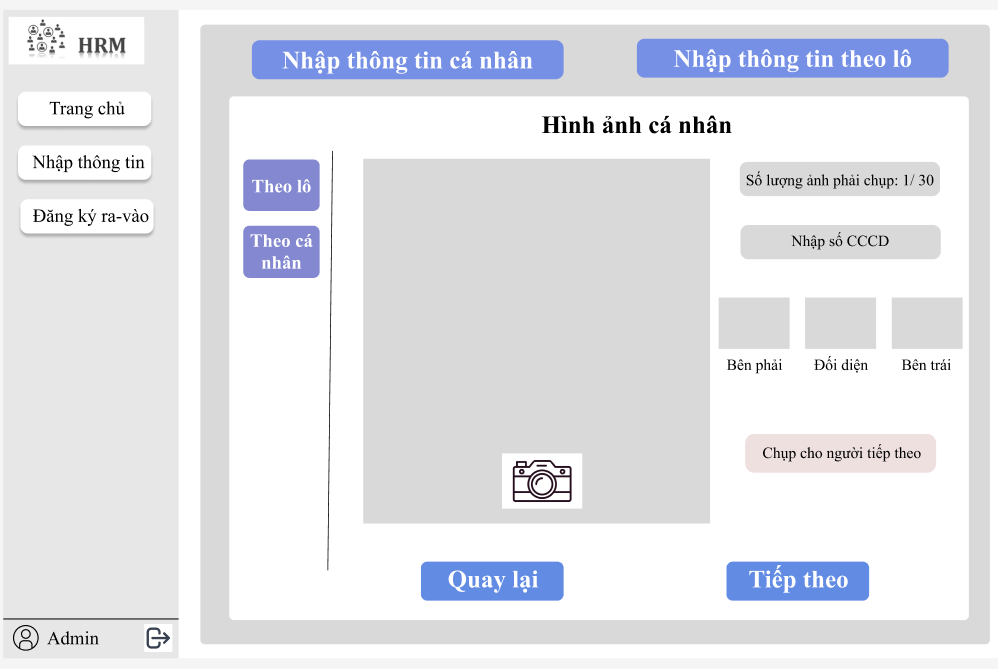 HRM
Trang chủ
Nhập thông tin
Đăng ký ra-vào
Admin
Nhập thông tin cá nhân
Nhập thông tin theo lô
Hình ảnh cá nhân
Theo lô
Theo cá
nhân
Số lượng ảnh phải chụp: 1/ 30
Nhập số CCCD
Bên phải
Đối diện
Bên trái
Chụp cho người tiếp theo
Quay lại
Tiếp theo